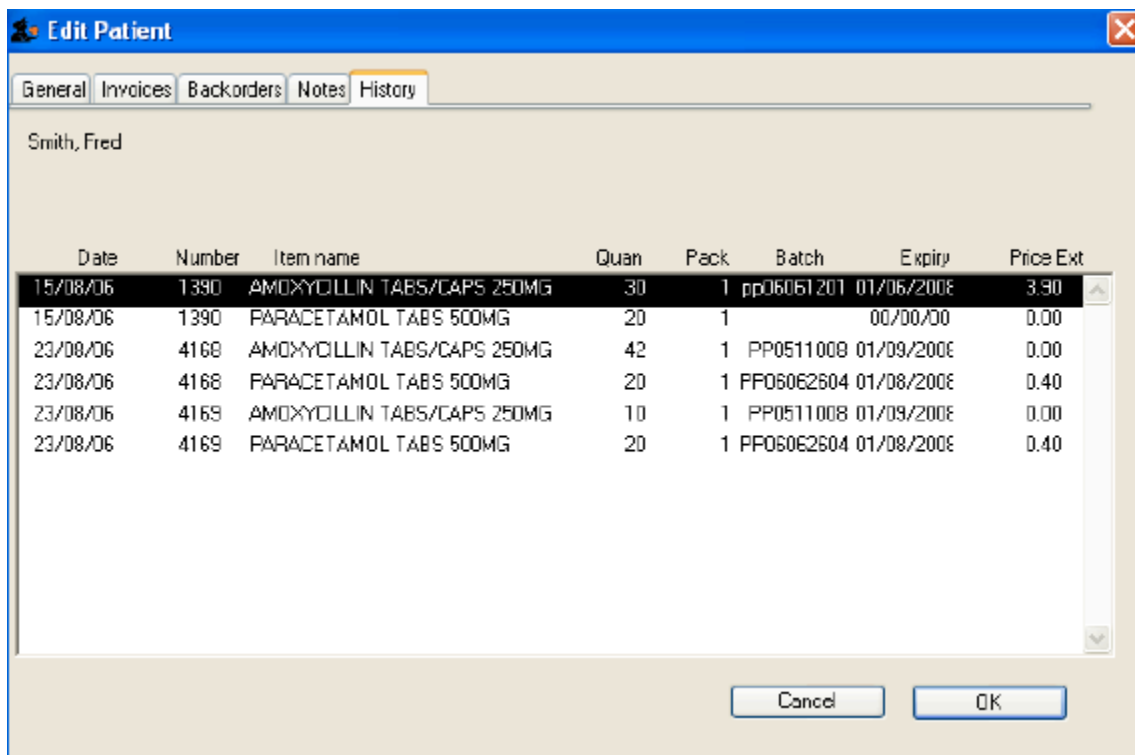 Edit Patient
General Invoices Backorders Notes History
Smith, Fred
Date Number Item name Quan Pack Batch Expiry Price Ext
15/08/06 1390 AMOXYCILLIN TABS/CAPS 250MG 30 1 pp06061201 01/06/2008 3.90
15/08/06 1390 PARACETAMOL TABS 500MG 20 1 00/00/00 0.00
23/08/06 4168 AMOXYCILLIN TABS/CAPS 250MG 42 1 PP0511008 01/09/2008 0.00
23/08/06 4168 PARACETAMOL TABS 500MG 20 1 PP06062604 01/08/2008 0.40
23/08/06 4169 AMOXYCILLIN TABS/CAPS 250MG 10 1 PP0511008 01/09/2008 0.00
23/08/06 4169 PARACETAMOL TABS 500MG 20 1 PP06062604 01/08/2008 0.40
Cancel OK